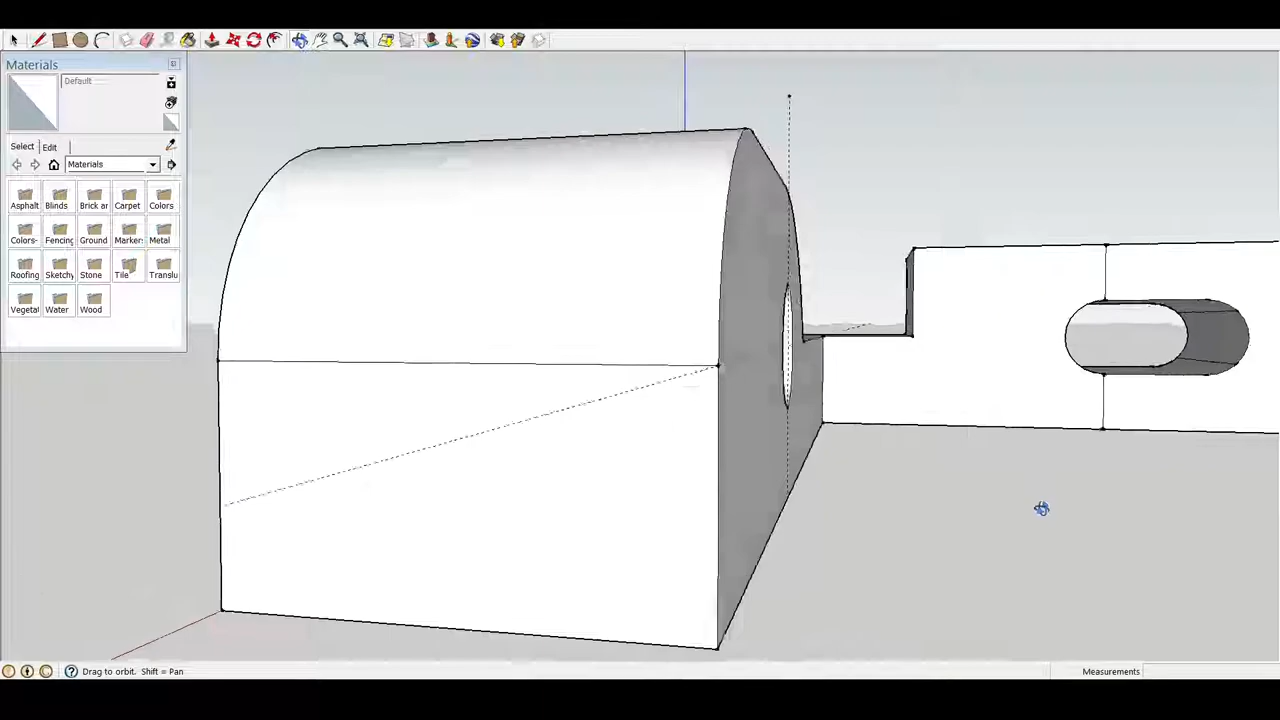 Materials
Default
Select Edit
Materials
Asphalt Blinds Brick ar Carpet Colors
Colors- Fencing Ground Marker Metal
Roofing Sketchy Stone Tile Translu
Vegetat Water Wood
Drag to orbit. Shift = Pan
Measurements